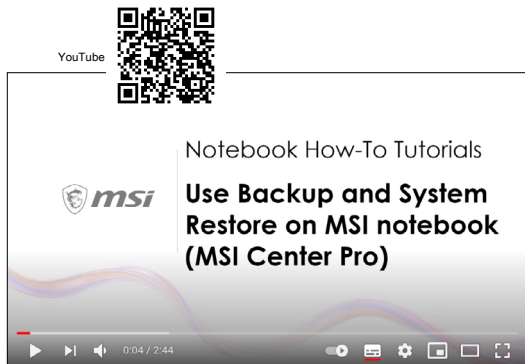 YouTube
Notebook How-To Tutorials
msi
Use Backup and System
Restore on MSI notebook
(MSI Center Pro)
0:04 / 2:44